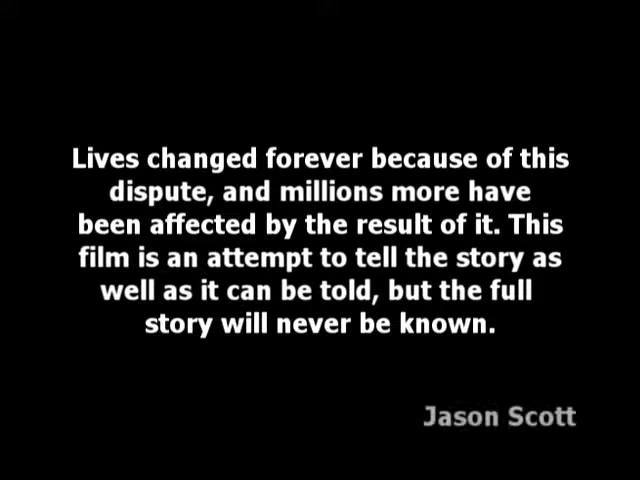 Lives changed forever because of this
dispute, and millions more have
been affected by the result of it. This
film is an attempt to tell the story as
well as it can be told, but the full
story will never be known.
Jason Scott